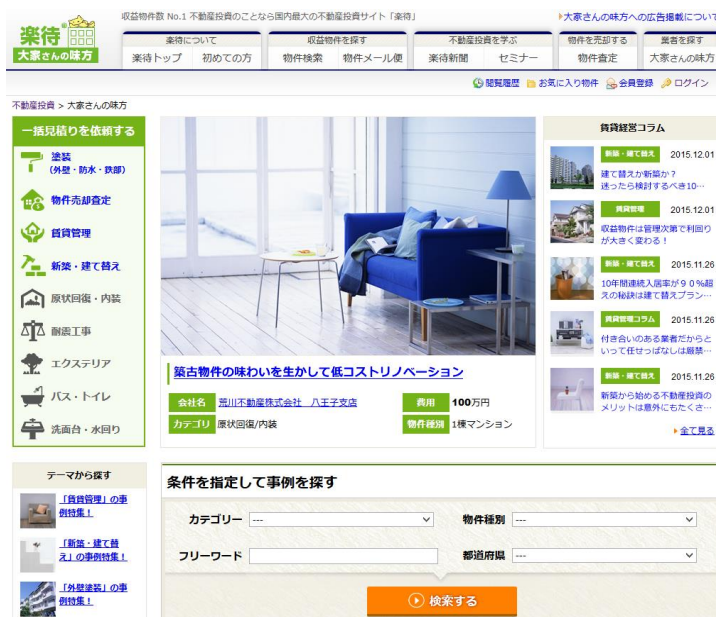 収益物件数 No.1 不動産投資のことなら国内最大の不動産投資サイト「楽待」
大家さんの味方への広告掲載につい
楽待
大家さんの味方
楽待について
収益物件を探す
不動産投資を学ぶ
物件を売却する
業者を探す
楽待トップ
初めての方
物件検索
物件メール便
楽待新聞
セミナー
物件査定
大家さんの味方
閲覧履歴
お気に入り物件
会員登録
ログイン
不動産投資 > 大家さんの味方
一括見積りを依頼する
塗装
（外壁・防水・鉄部）
物件売却査定
賃貸管理
新築・建て替え
原状回復・内装
耐震工事
エクステリア
バス・トイレ
洗面台・水回り
築古物件の味わいを生かして低コストリノベーション
会社名 荒川不動産株式会社 八王子支店
費用 100万円
カテゴリ 原状回復/内装
物件種別 1棟マンション
賃貸経営コラム
新築・建て替え 2015.12.01
建て替えか新築か？
迷ったら検討するべき10…
賃貸管理 2015.12.01
収益物件は管理次第で利回り
が大きく変わる！
新築・建て替え 2015.11.26
10年間連続入居率が９０%超
えの秘訣は建て替えプラン…
賃貸管理コラム 2015.11.26
付き合いのある業者だからと
いって任せっぱなしは厳禁…
新築・建て替え 2015.11.26
新築から始める不動産投資の
メリットは意外にもたくさ…
全て見る
テーマから探す
「賃貸管理」の事
例特集！
「新築・建て替
え」の事例特集！
「外壁塗装」の事
例特集！
条件を指定して事例を探す
カテゴリー ---
物件種別 ---
フリーワード
都道府県 ---
検索する